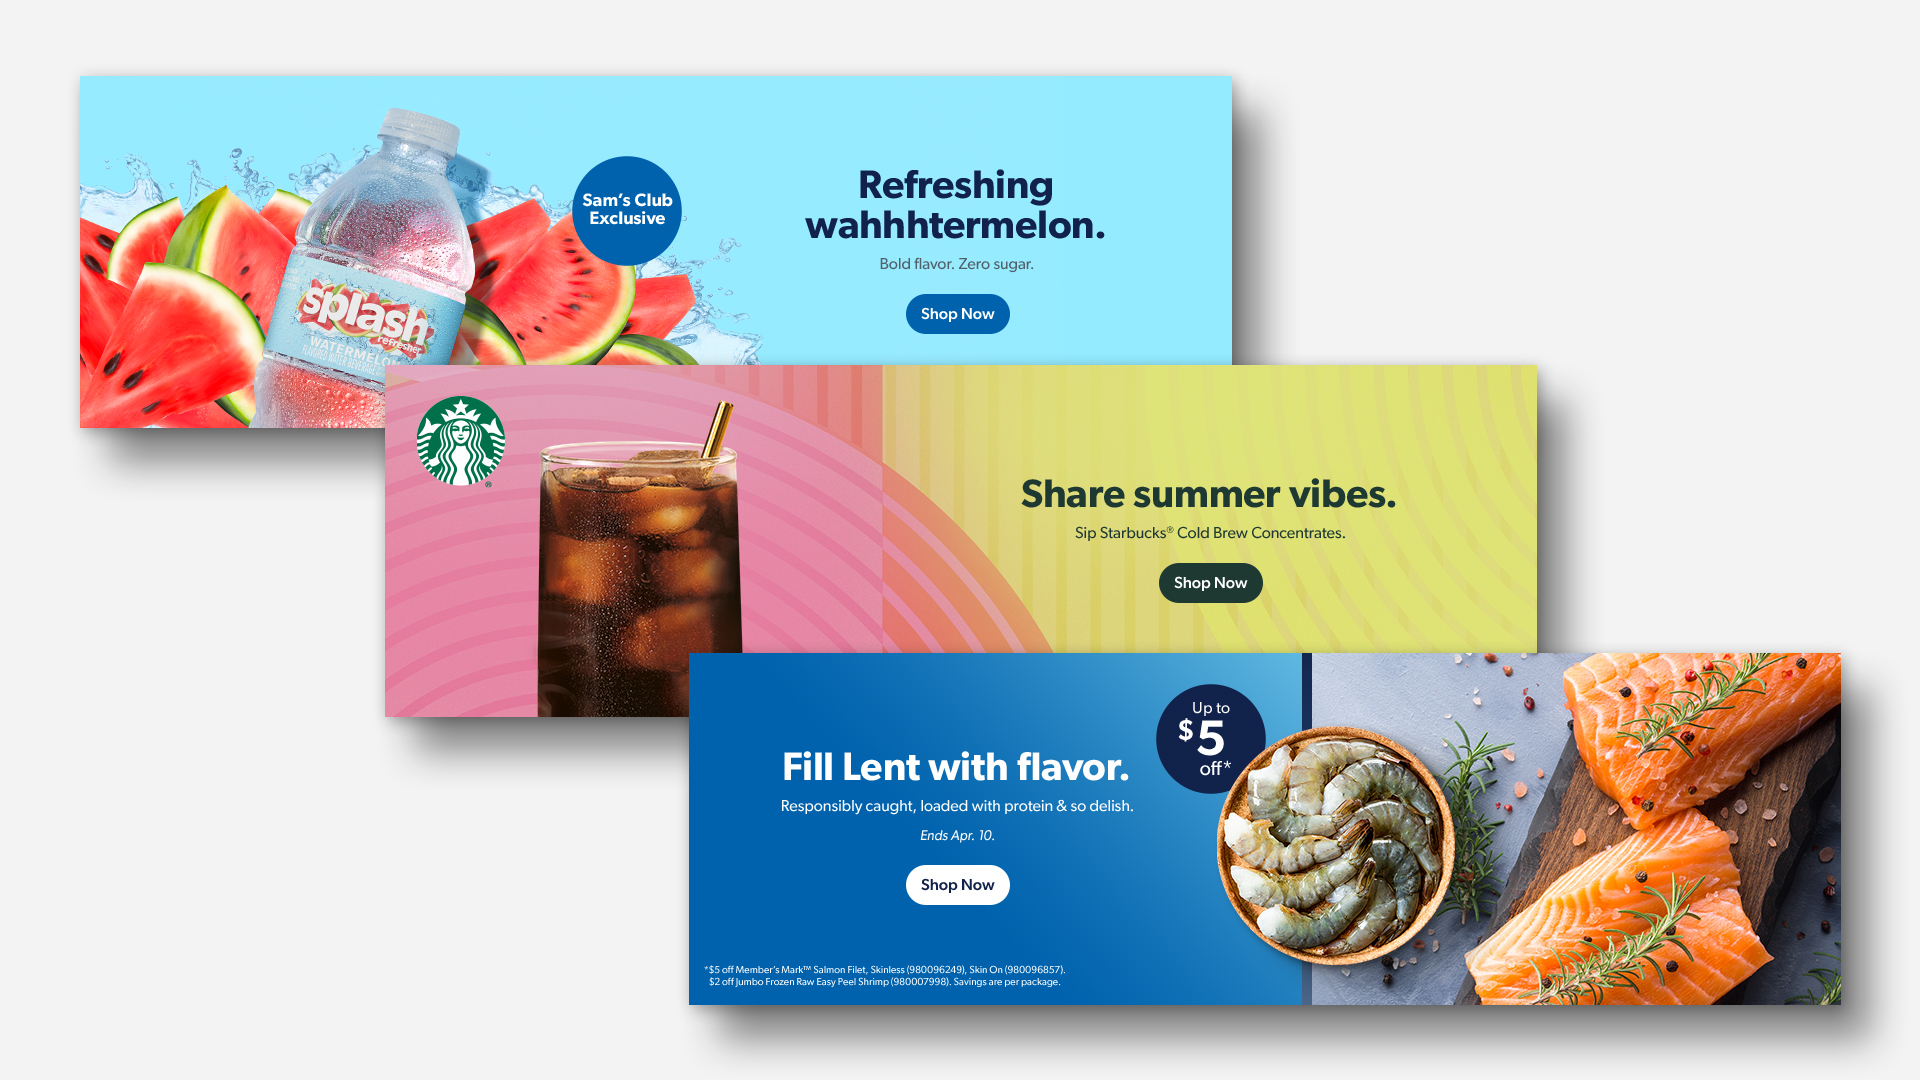 Sam's Club
Exclusive
Refreshing
wahhhtermelon.
Bold flavor. Zero sugar.
Shop Now
splash
refresher
WATERMELON
FLAVORED WATER BEVERAGE
Share summer vibes.
Sip Starbucks® Cold Brew Concentrates.
Shop Now
®
Up to
$5
off*
Fill Lent with flavor.
Responsibly caught, loaded with protein & so delish.
Ends Apr. 10.
Shop Now
*$5 off Member's Mark™ Salmon Filet, Skinless (980096249), Skin On (980096857).
$2 off Jumbo Frozen Raw Easy Peel Shrimp (980007998). Savings are per package.